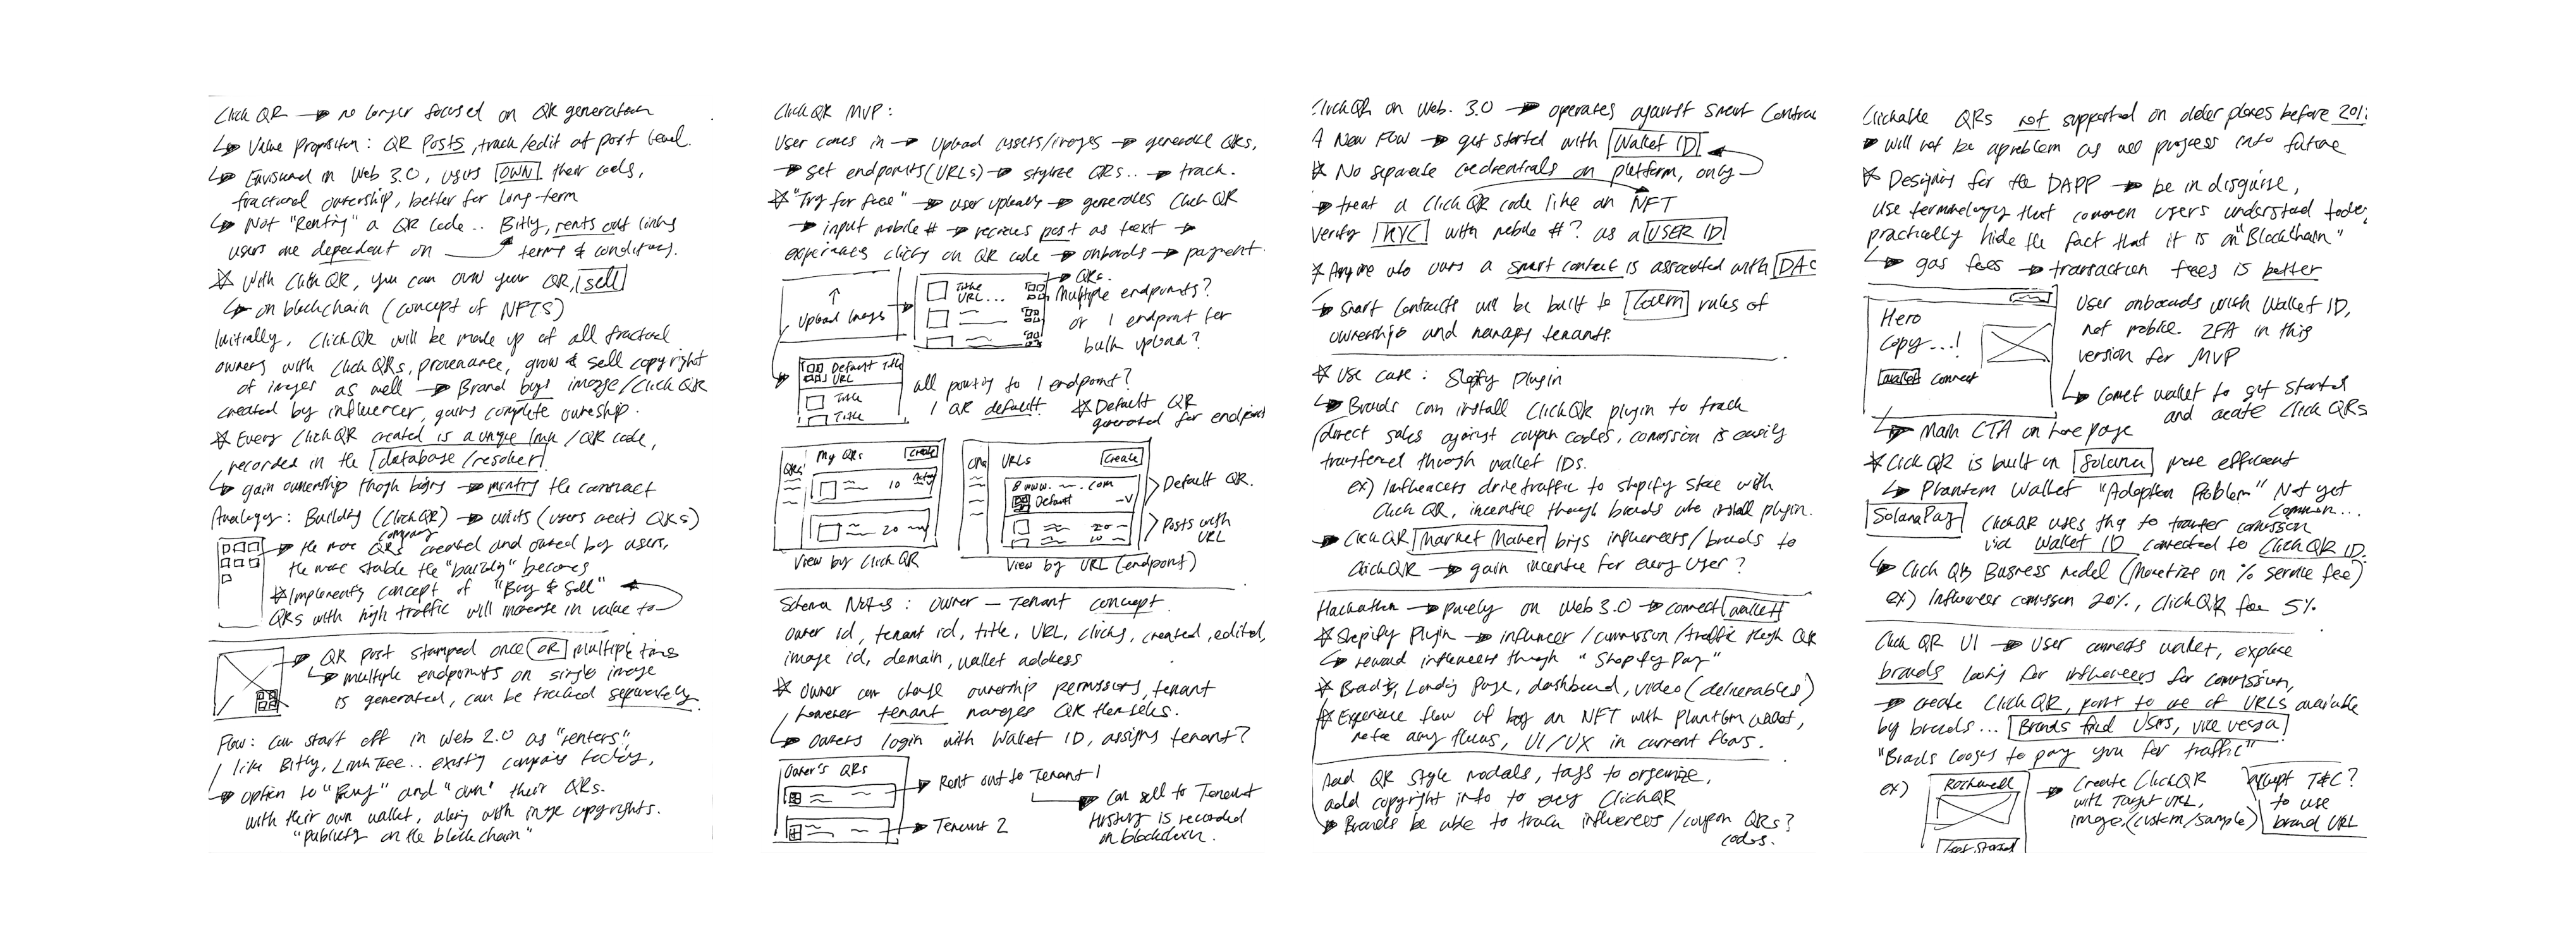 Click QR → no longer focused on QR generation
↳ Value Proposition: QR Posts, track/edit at post level.
↳ Envisioned in Web 3.0, users OWN their codes,
fractional ownership, better for long term
↳ Not "Renting" a QR code.. Bitly, rents out links
users are dependent on terms & conditions.
* With ClickQR, you can own your QR, sell
↳ on blockchain (concept of NFTS)
Initially, ClickQR will be made up of all fractional
owners with ClickQRs, provenance, grow & sell copyright
of images as well → Brand buys image/ClickQR
created by influencer, gains complete ownership.
* Every ClickQR created is a unique link / QR code,
recorded in the database/resolver
↳ gain ownership though buying → minting the contract
Analogy: Building (ClickQR) → units (users create QRs)
company
→ the more QRs created and owned by users,
the more stable the "building" becomes
* Implements concept of "Buy & Sell"
QRs with high traffic will increase in value to
→ QR post stamped once OR multiple times
↳ multiple endpoints on single image
is generated, can be tracked separately
Flow: can start off in Web 2.0 as "renters"
like Bitly, LinkTree.. existing companies today,
→ option to "Buy" and "own" their QRs.
with their own wallet, along with image copyrights.
"publicly on the blockchain"
ClickQR MVP:
User comes in → Upload assets/images → generate QRs,
→ set endpoints (URLs) → stylize QRs.. → track.
* "Try for free" → user uploads → generates ClickQR
→ input mobile # → receives post as text →
experiences clicks on QR code → onboards → payment.
↑
Upload Images
Title
URL...
→ QRs.
Multiple endpoints?
or 1 endpoint for
bulk upload?
Default Title
URL
Title
Title
all pointing to 1 endpoint?
1 QR default.
* Default QR
generated for endpoint
QRs
My QRs
Create
10
20
View by ClickQR
URLs
Create
www. ~ .com
Default
20
10
Default QR.
Posts with
URL
View by URL (endpoint)
Schema Notes: Owner – Tenant concept.
owner id, tenant id, title, URL, clicks, created, edited,
image id, domain, wallet address
* Owner can change ownership permissions, tenant
however tenant manages QR themselves.
↳ Owners login with Wallet ID, assigns tenant?
Owner's QRs
→ Rent out to Tenant 1
→ Can sell to Tenant
History is recorded
on blockchain.
→ Tenant 2
ClickQR on Web. 3.0 → operates against Smart Contrac
A New Flow → get started with Wallet ID
* No separate credentials on platform, only
→ treat a ClickQR code like an NFT
Verify KYC with mobile #? as a USER ID
* Anyone who owns a smart contract is associated with DAC
→ Smart Contracts will be built to Govern rules of
ownership and manage tenants.
* Use case: Shopify Plugin
↳ Brands can install ClickQR plugin to track
direct sales against coupon codes, comission is easily
transferred through wallet IDs.
ex) Influencers drive traffic to shopify store with
Click QR, incentive though brands who install plugin.
→ ClickQR Market Maker brings influencers/brands to
ClickQR → gain incentive for every user?
Hackathon → purely on Web 3.0 → connect wallet
* Shopify Plugin → influencer / commission / traffic through QR
↳ reward influencers through "Shopify Pay"
* Branding, Landing page, dashboard, video (deliverables)
* Experience flow of buy an NFT with Phantom wallet,
note any flaws, UI/UX in current flows.
Add QR style modals, tags to organize,
add copyright info to every ClickQR
→ Brands be able to track influencers / coupon QRs?
codes.
Clickable QRs not supported on older phones before 201
→ will not be a problem as all progress into future
* Designing for the DAPP → be in disguise,
use terminology that common users understand today
practically hide the fact that it is on "BlockChain"
↳ gas fees → transaction fees is better
Hero
Copy...!
Wallet connect
User onboards with Wallet ID,
not mobile. 2FA in this
version for MVP
↳ Connect wallet to get started
and create Click QRs
↳ Main CTA on home page
* Click QR is built on Solana more efficient
↳ Phantom Wallet "Adoption Problem" Not yet
common...
SolanaPay
ClickQR uses this to transfer comission
via Wallet ID connected to ClickQR ID.
↳ Click QRs Business model (Monetize on % service fee)
ex) Influencer comission 20%, ClickQR fee 5%
Click QR UI → User connects wallet, explore
brands looking for influencers for comission,
→ create ClickQR, point to one of URLs available
by brands... Brands find Users, vice versa
"Brands looking to pay you for traffic"
ex)
Rockwell
Get Started
→ Create ClickQR
with Target URL,
image (custom/sample)
accept T&C?
to use
brand URL